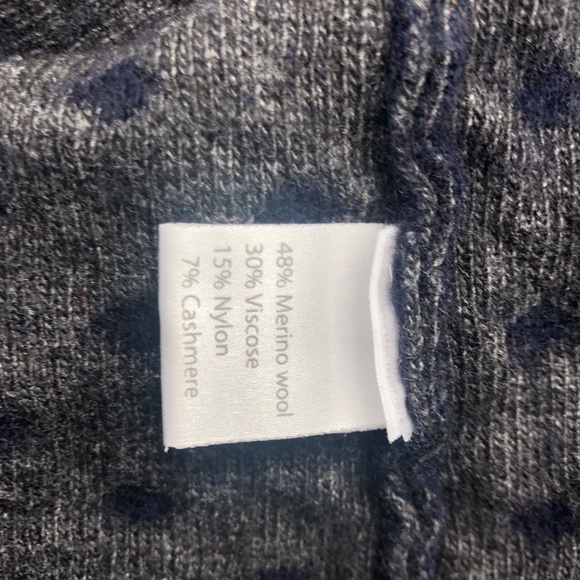 48% Merino wool
30% Viscose
15% Nylon
7% Cashmere